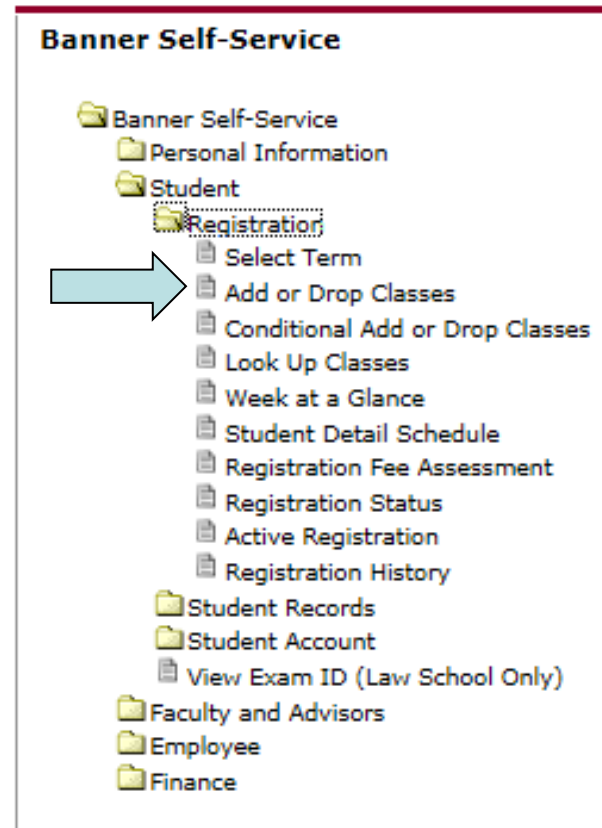 Banner Self-Service
Banner Self-Service
Personal Information
Student
Registration
Select Term
Add or Drop Classes
Conditional Add or Drop Classes
Look Up Classes
Week at a Glance
Student Detail Schedule
Registration Fee Assessment
Registration Status
Active Registration
Registration History
Student Records
Student Account
View Exam ID (Law School Only)
Faculty and Advisors
Employee
Finance